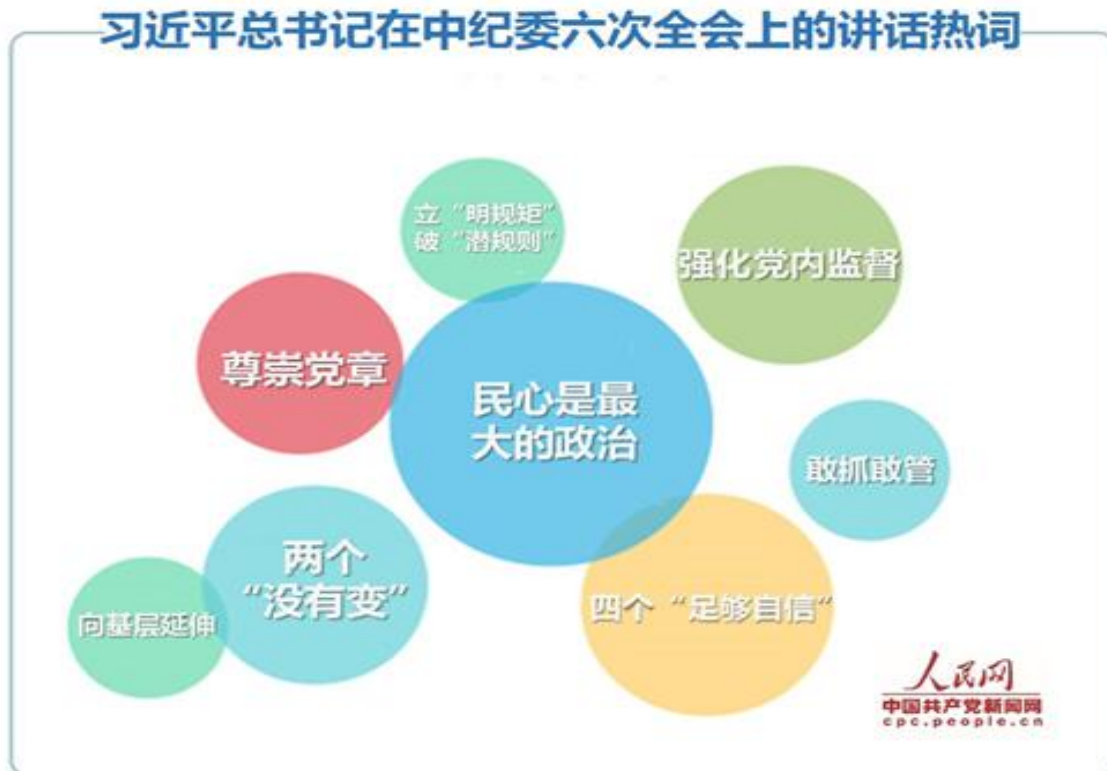 习近平总书记在中纪委六次全会上的讲话热词
立“明规矩”
破“潜规则”
强化党内监督
尊崇党章
民心是最
大的政治
敢抓敢管
两个
“没有变”
四个“足够自信”
向基层延伸
人民网
中国共产党新闻网
cpc.people.cn